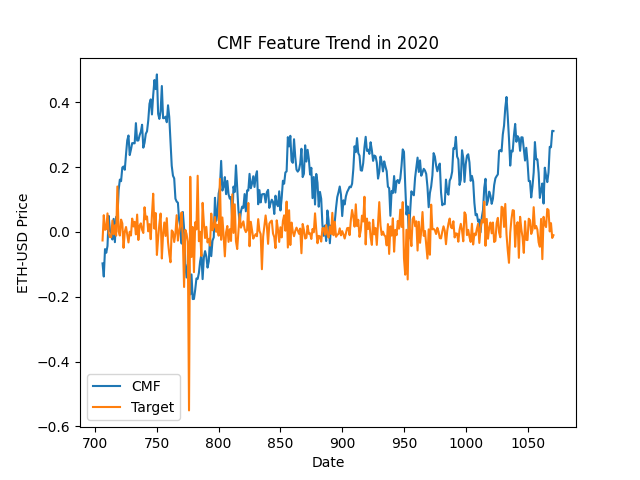 CMF Feature Trend in 2020
ETH-USD Price
0.4
0.2
0.0
−0.2
−0.4
−0.6
CMF
Target
700 750 800 850 900 950 1000 1050
Date